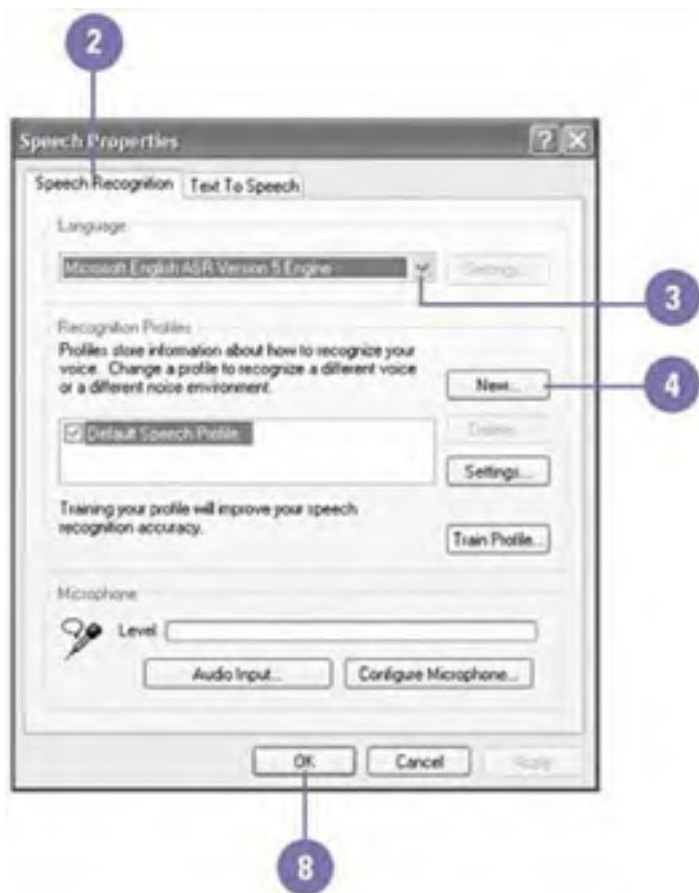 2
Speech Properties
Speech Recognition Text To Speech
Language
Microsoft English ASR Version 5 Engine Settings...
3
Recognition Profiles
Profiles store information about how to recognize your
voice. Change a profile to recognize a different voice
or a different noise environment.
New...
4
Default Speech Profile
Delete...
Settings...
Training your profile will improve your speech
recognition accuracy.
Train Profile...
Microphone
Level
Audio Input... Configure Microphone...
OK Cancel Apply
8